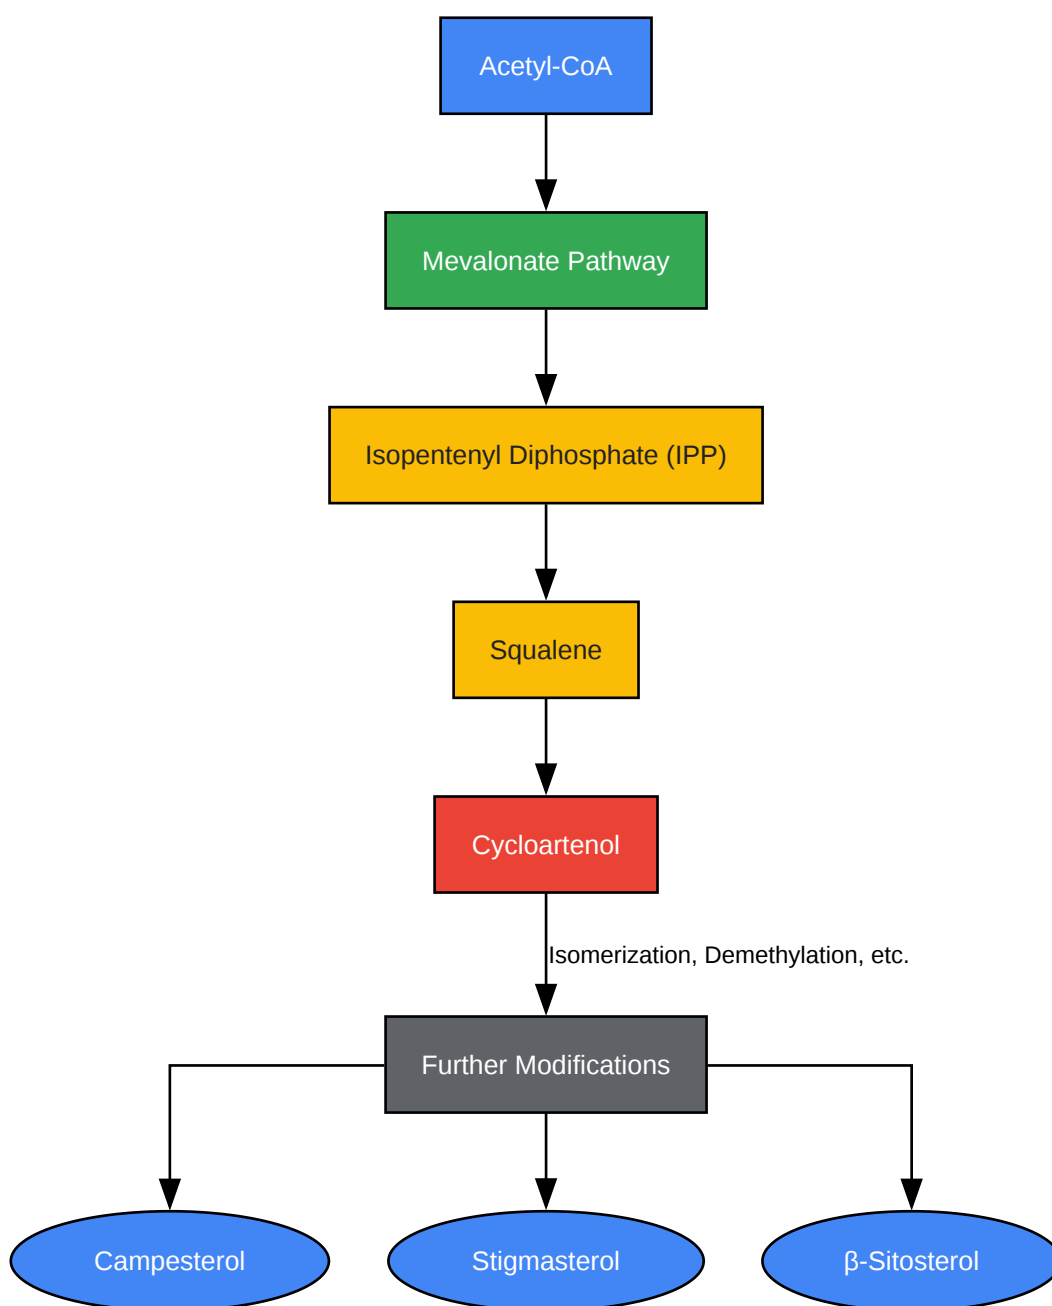 Acetyl-CoA
Mevalonate Pathway
Isopentenyl Diphosphate (IPP)
Squalene
Cycloartenol
Isomerization, Demethylation, etc.
Further Modifications
Campesterol
Stigmasterol
β-Sitosterol